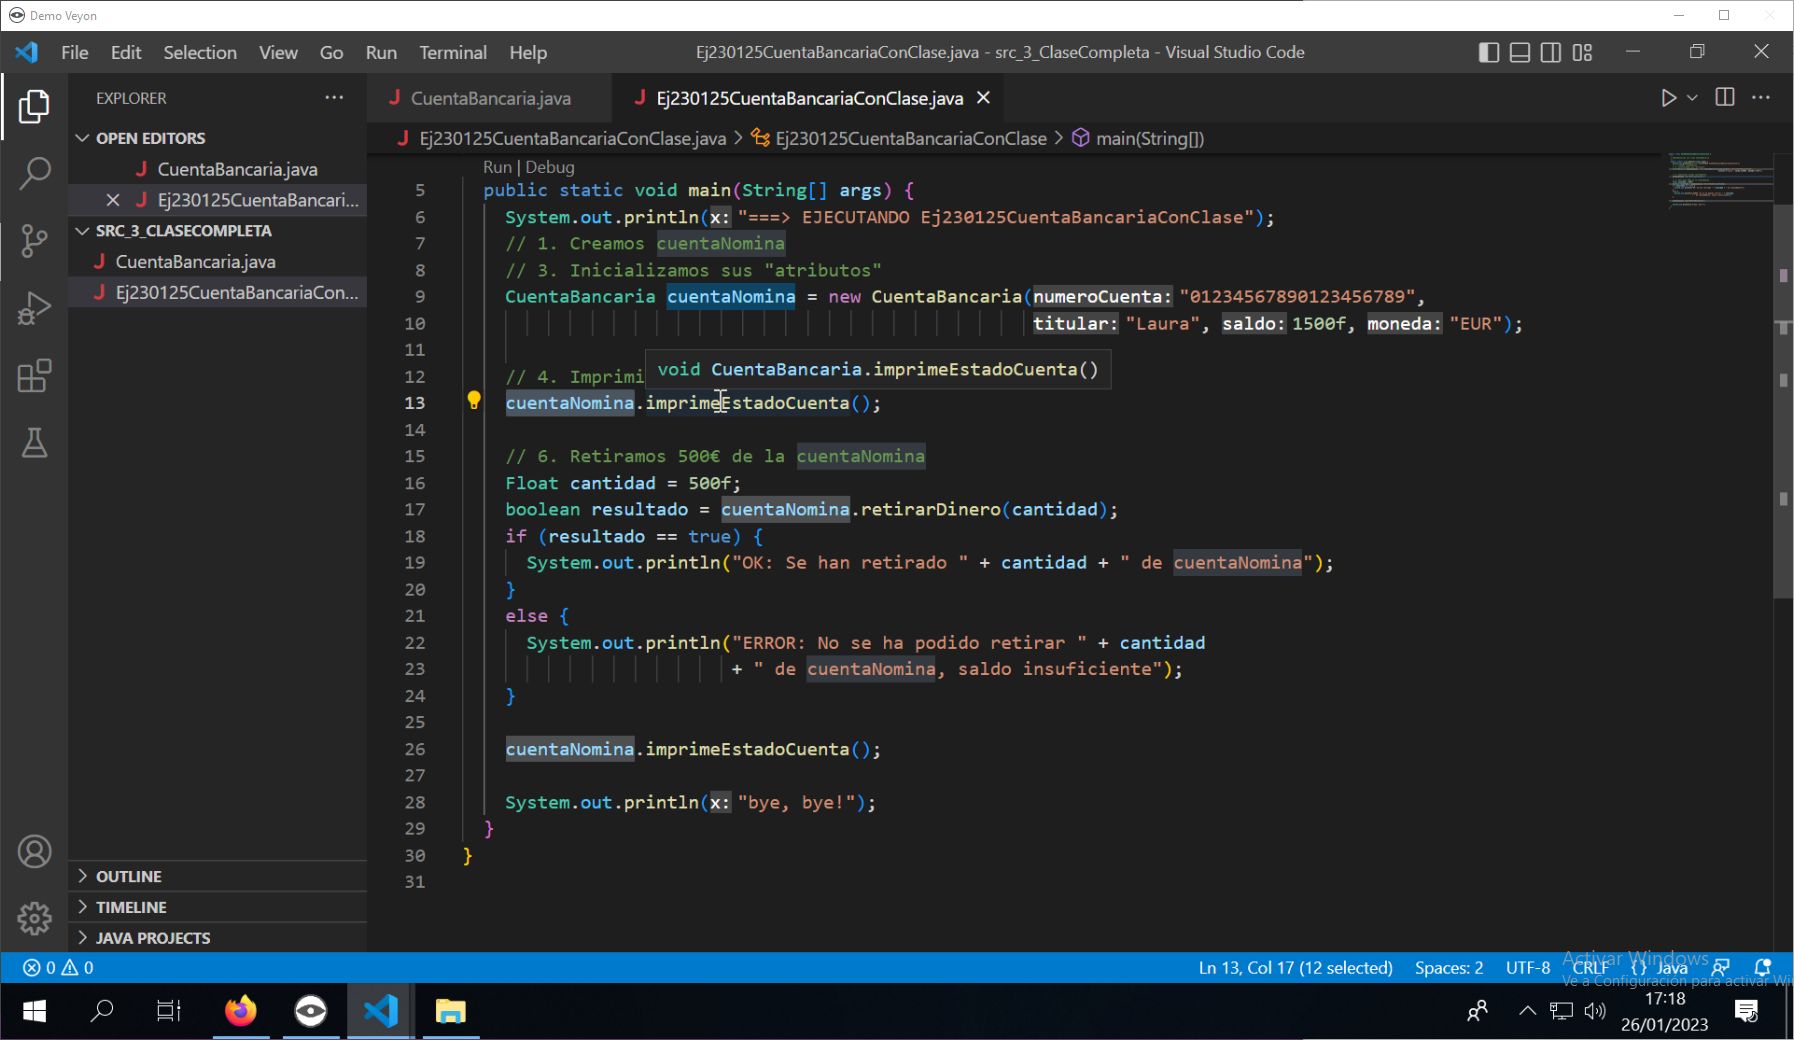 Demo Veyon
File Edit Selection View Go Run Terminal Help
Ej230125CuentaBancariaConClase.java - src_3_ClaseCompleta - Visual Studio Code
EXPLORER
OPEN EDITORS
CuentaBancaria.java
Ej230125CuentaBancari...
SRC_3_CLASECOMPLETA
CuentaBancaria.java
Ej230125CuentaBancariaCon...
OUTLINE
TIMELINE
JAVA PROJECTS
CuentaBancaria.java
Ej230125CuentaBancariaConClase.java
Ej230125CuentaBancariaConClase.java > Ej230125CuentaBancariaConClase > main(String[])
Run | Debug
5 public static void main(String[] args) {
6 System.out.println(x: "===> EJECUTANDO Ej230125CuentaBancariaConClase");
7 // 1. Creamos cuentaNomina
8 // 3. Inicializamos sus "atributos"
9 CuentaBancaria cuentaNomina = new CuentaBancaria(numeroCuenta: "01234567890123456789",
10 titular: "Laura", saldo: 1500f, moneda: "EUR");
11
void CuentaBancaria.imprimeEstadoCuenta()
12 // 4. Imprimi
13 cuentaNomina.imprimeEstadoCuenta();
14
15 // 6. Retiramos 500€ de la cuentaNomina
16 Float cantidad = 500f;
17 boolean resultado = cuentaNomina.retirarDinero(cantidad);
18 if (resultado == true) {
19 System.out.println("OK: Se han retirado " + cantidad + " de cuentaNomina");
20 }
21 else {
22 System.out.println("ERROR: No se ha podido retirar " + cantidad
23 + " de cuentaNomina, saldo insuficiente");
24 }
25
26 cuentaNomina.imprimeEstadoCuenta();
27
28 System.out.println(x: "bye, bye!");
29 }
30 }
31
0 0
Ln 13, Col 17 (12 selected) Spaces: 2 UTF-8 CRLF {} Java
Activar Windows
Ve a Configuración para activar Wi
17:18
26/01/2023